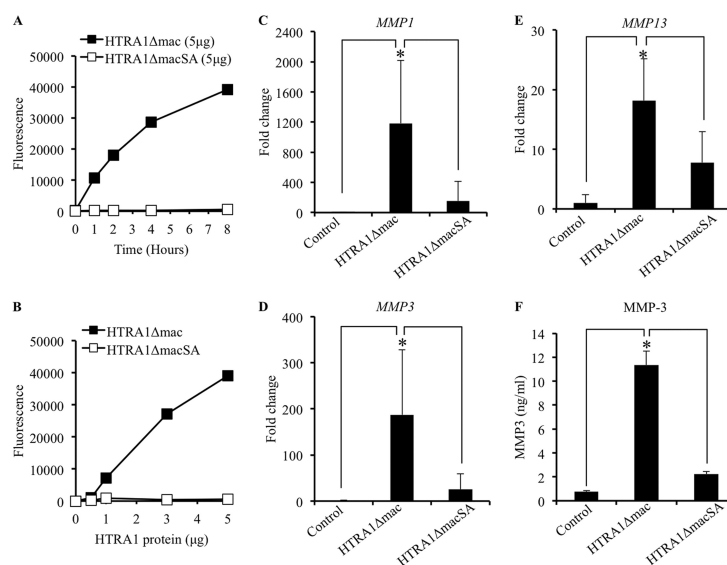 A
HTRA1Δmac (5µg)
HTRA1ΔmacSA (5µg)
50000
40000
30000
20000
10000
0
Fluorescence
0 1 2 3 4 5 6 7 8
Time (Hours)
B
HTRA1Δmac
HTRA1ΔmacSA
50000
40000
30000
20000
10000
0
Fluorescence
0 1 2 3 4 5
HTRA1 protein (µg)
C
MMP1
2400
2000
1600
1200
800
400
0
Fold change
*
Control
HTRA1Δmac
HTRA1ΔmacSA
D
MMP3
400
300
200
100
0
Fold change
*
Control
HTRA1Δmac
HTRA1ΔmacSA
E
MMP13
30
20
10
0
Fold change
*
Control
HTRA1Δmac
HTRA1ΔmacSA
F
MMP-3
14
12
10
8
6
4
2
0
MMP3 (ng/ml)
*
Control
HTRA1Δmac
HTRA1ΔmacSA